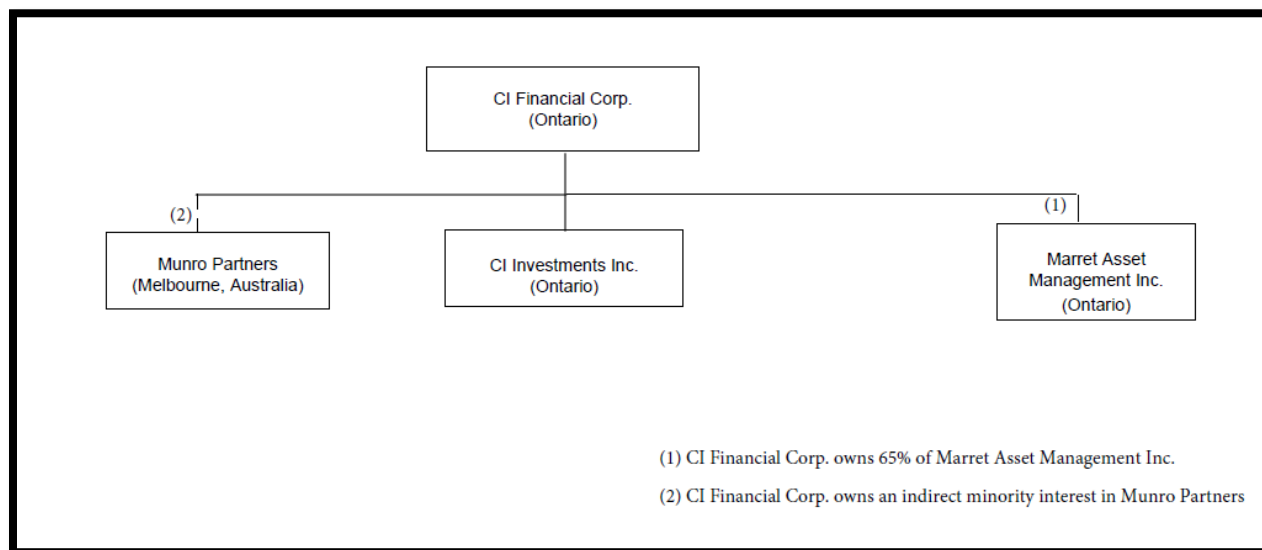 CI Financial Corp.
(Ontario)
(2)
(1)
Munro Partners
(Melbourne, Australia)
CI Investments Inc.
(Ontario)
Marret Asset
Management Inc.
(Ontario)
(1) CI Financial Corp. owns 65% of Marret Asset Management Inc.
(2) CI Financial Corp. owns an indirect minority interest in Munro Partners